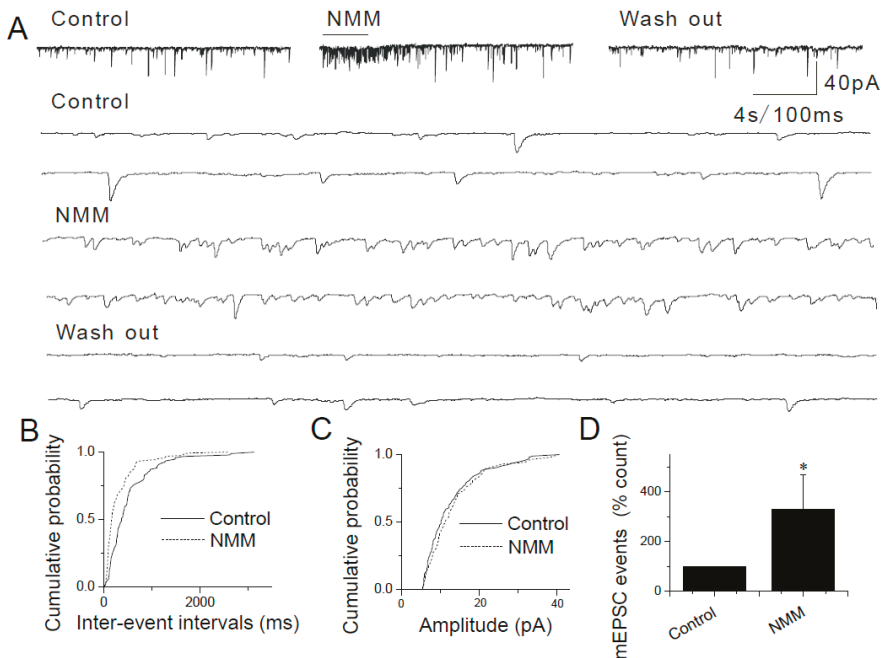 A
Control
NMM
Wash out
40pA
4s/100ms
Control
NMM
Wash out
B
Cumulative probability
1.0
0.5
0.0
Control
NMM
0
2000
Inter-event intervals (ms)
C
Cumulative probability
1.0
0.5
0.0
Control
NMM
0
20
40
Amplitude (pA)
D
mEPSC events (% count)
400
200
0
*
Control
NMM